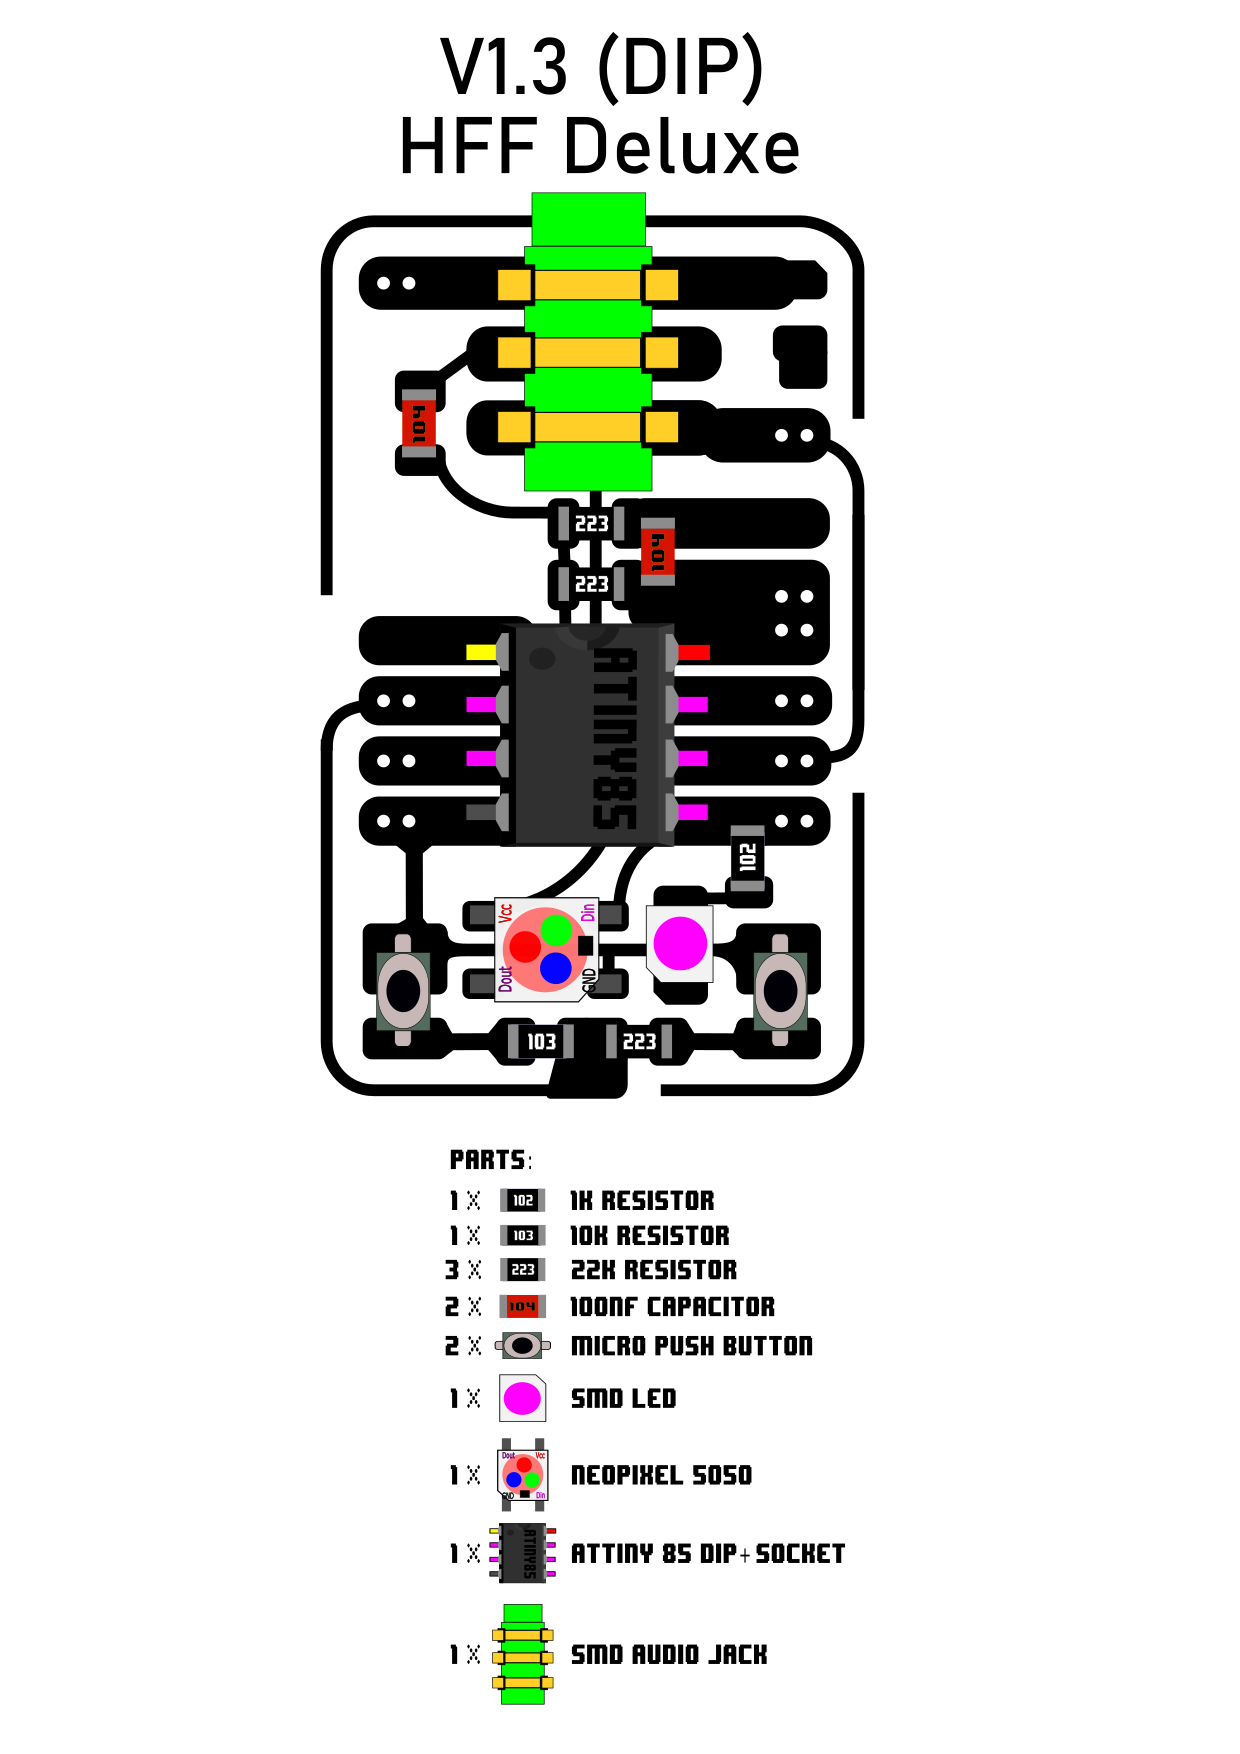 V1.3 (DIP)
HFF Deluxe
104
223
104
223
ATTINY85
102
Vcc
Din
Dout
GND
103
223
PARTS:
1 X 102 1K RESISTOR
1 X 103 10K RESISTOR
3 X 223 22K RESISTOR
2 X 104 100NF CAPACITOR
2 X MICRO PUSH BUTTON
1 X SMD LED
Dout Vcc
1 X NEOPIXEL 5050
GND Din
1 X ATTINY85 ATTINY 85 DIP+SOCKET
1 X SMD AUDIO JACK